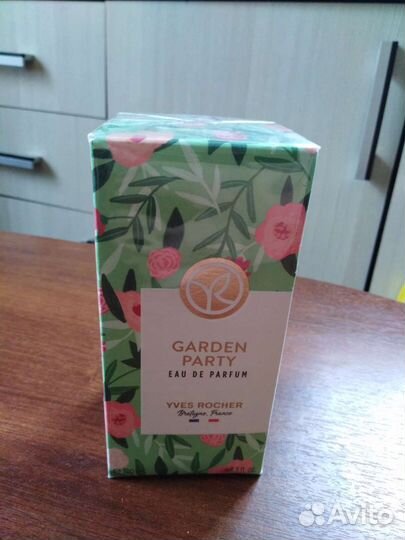 GARDEN
PARTY
EAU DE PARFUM
YVES ROCHER
Bretagne, France
Avito